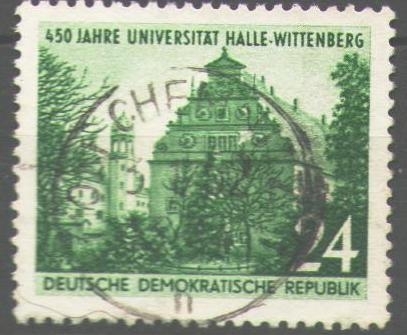 450 JAHRE UNIVERSITÄT HALLE-WITTENBERG
24
DEUTSCHE DEMOKRATISCHE REPUBLIK